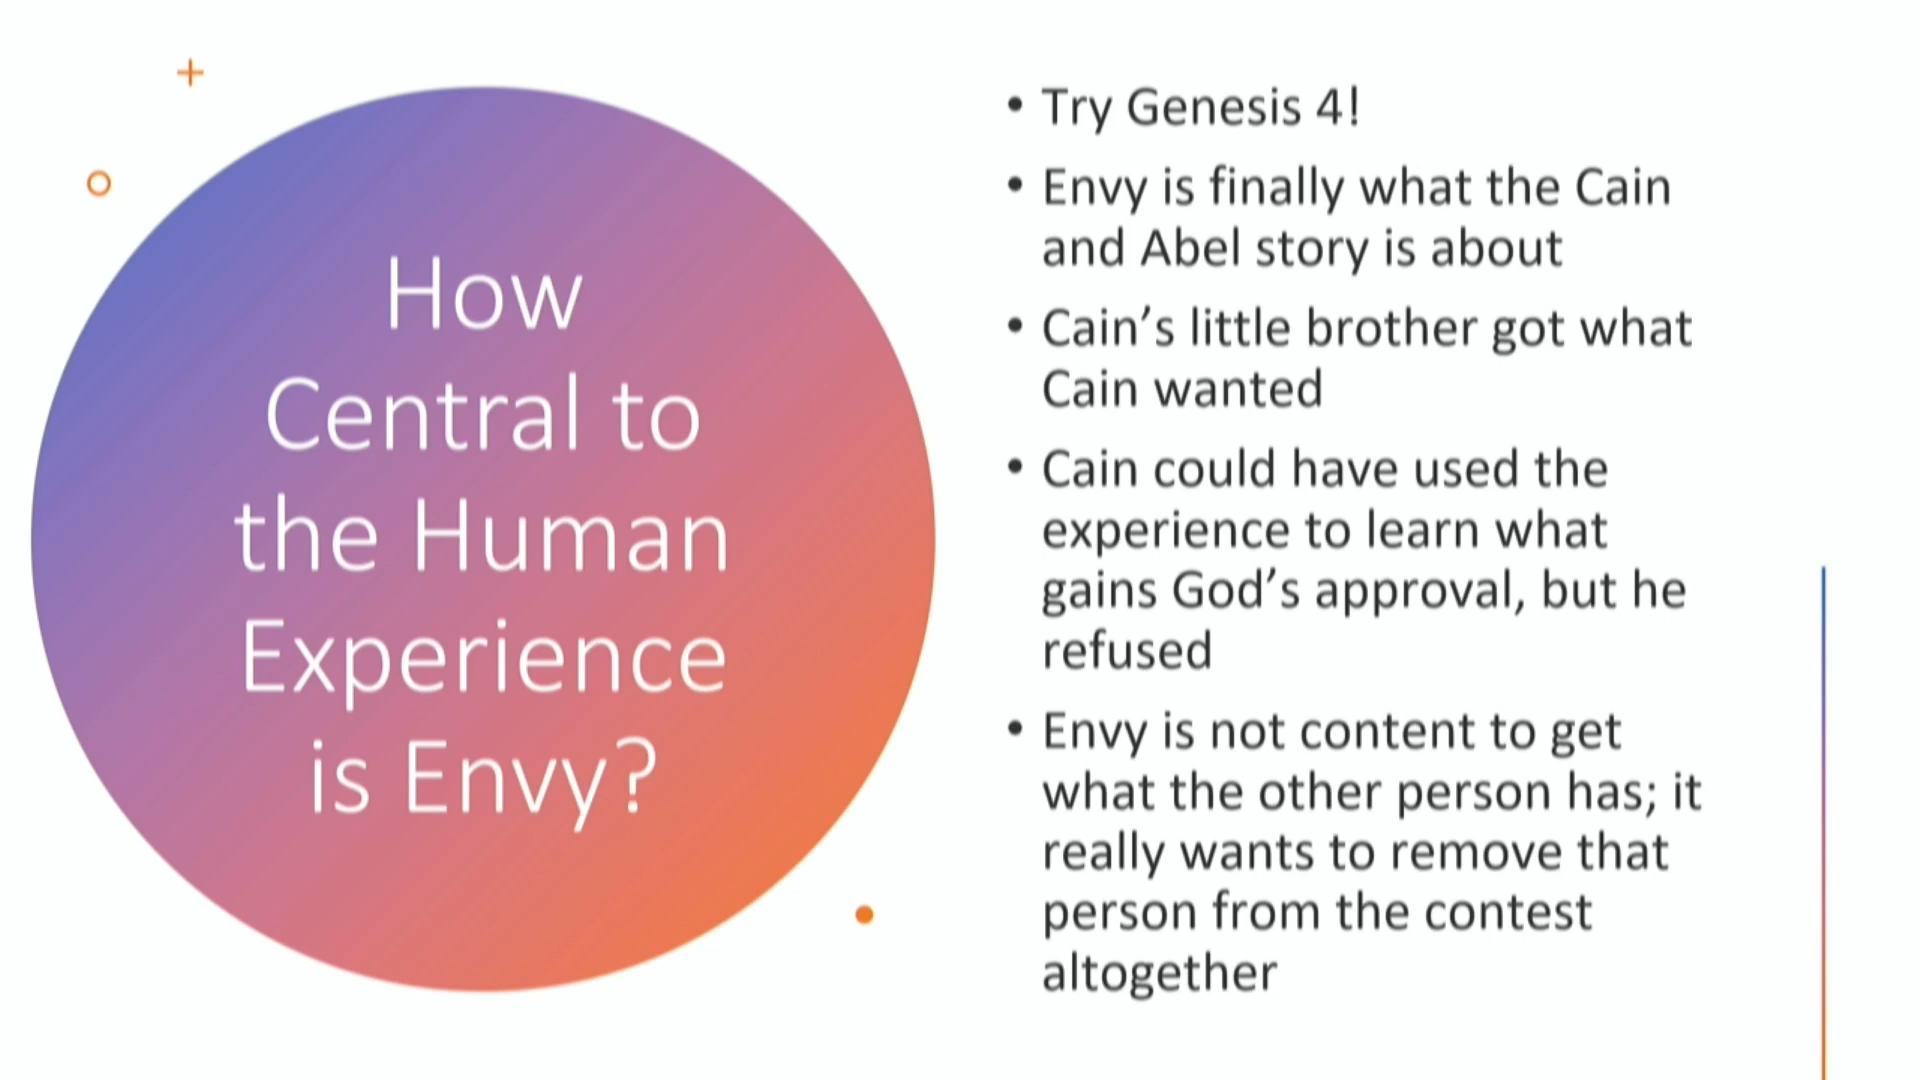 How
Central to
the Human
Experience
is Envy?
• Try Genesis 4!
• Envy is finally what the Cain
and Abel story is about
• Cain’s little brother got what
Cain wanted
• Cain could have used the
experience to learn what
gains God’s approval, but he
refused
• Envy is not content to get
what the other person has; it
really wants to remove that
person from the contest
altogether